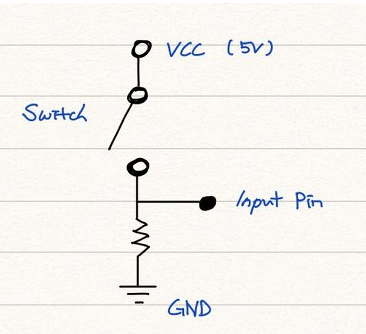 VCC (5V)
Switch
Input Pin
GND